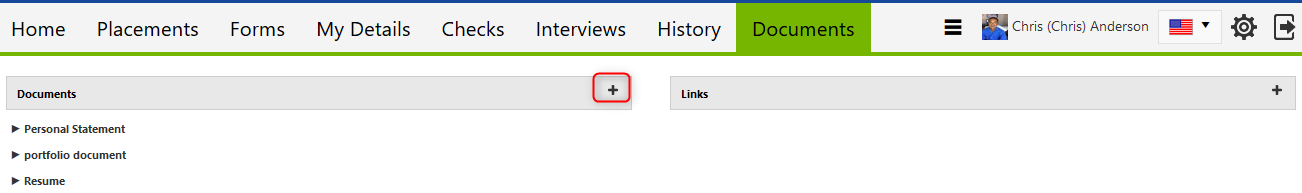 Home Placements Forms My Details Checks Interviews History Documents Chris (Chris) Anderson
Documents
Links
Personal Statement
portfolio document
Resume